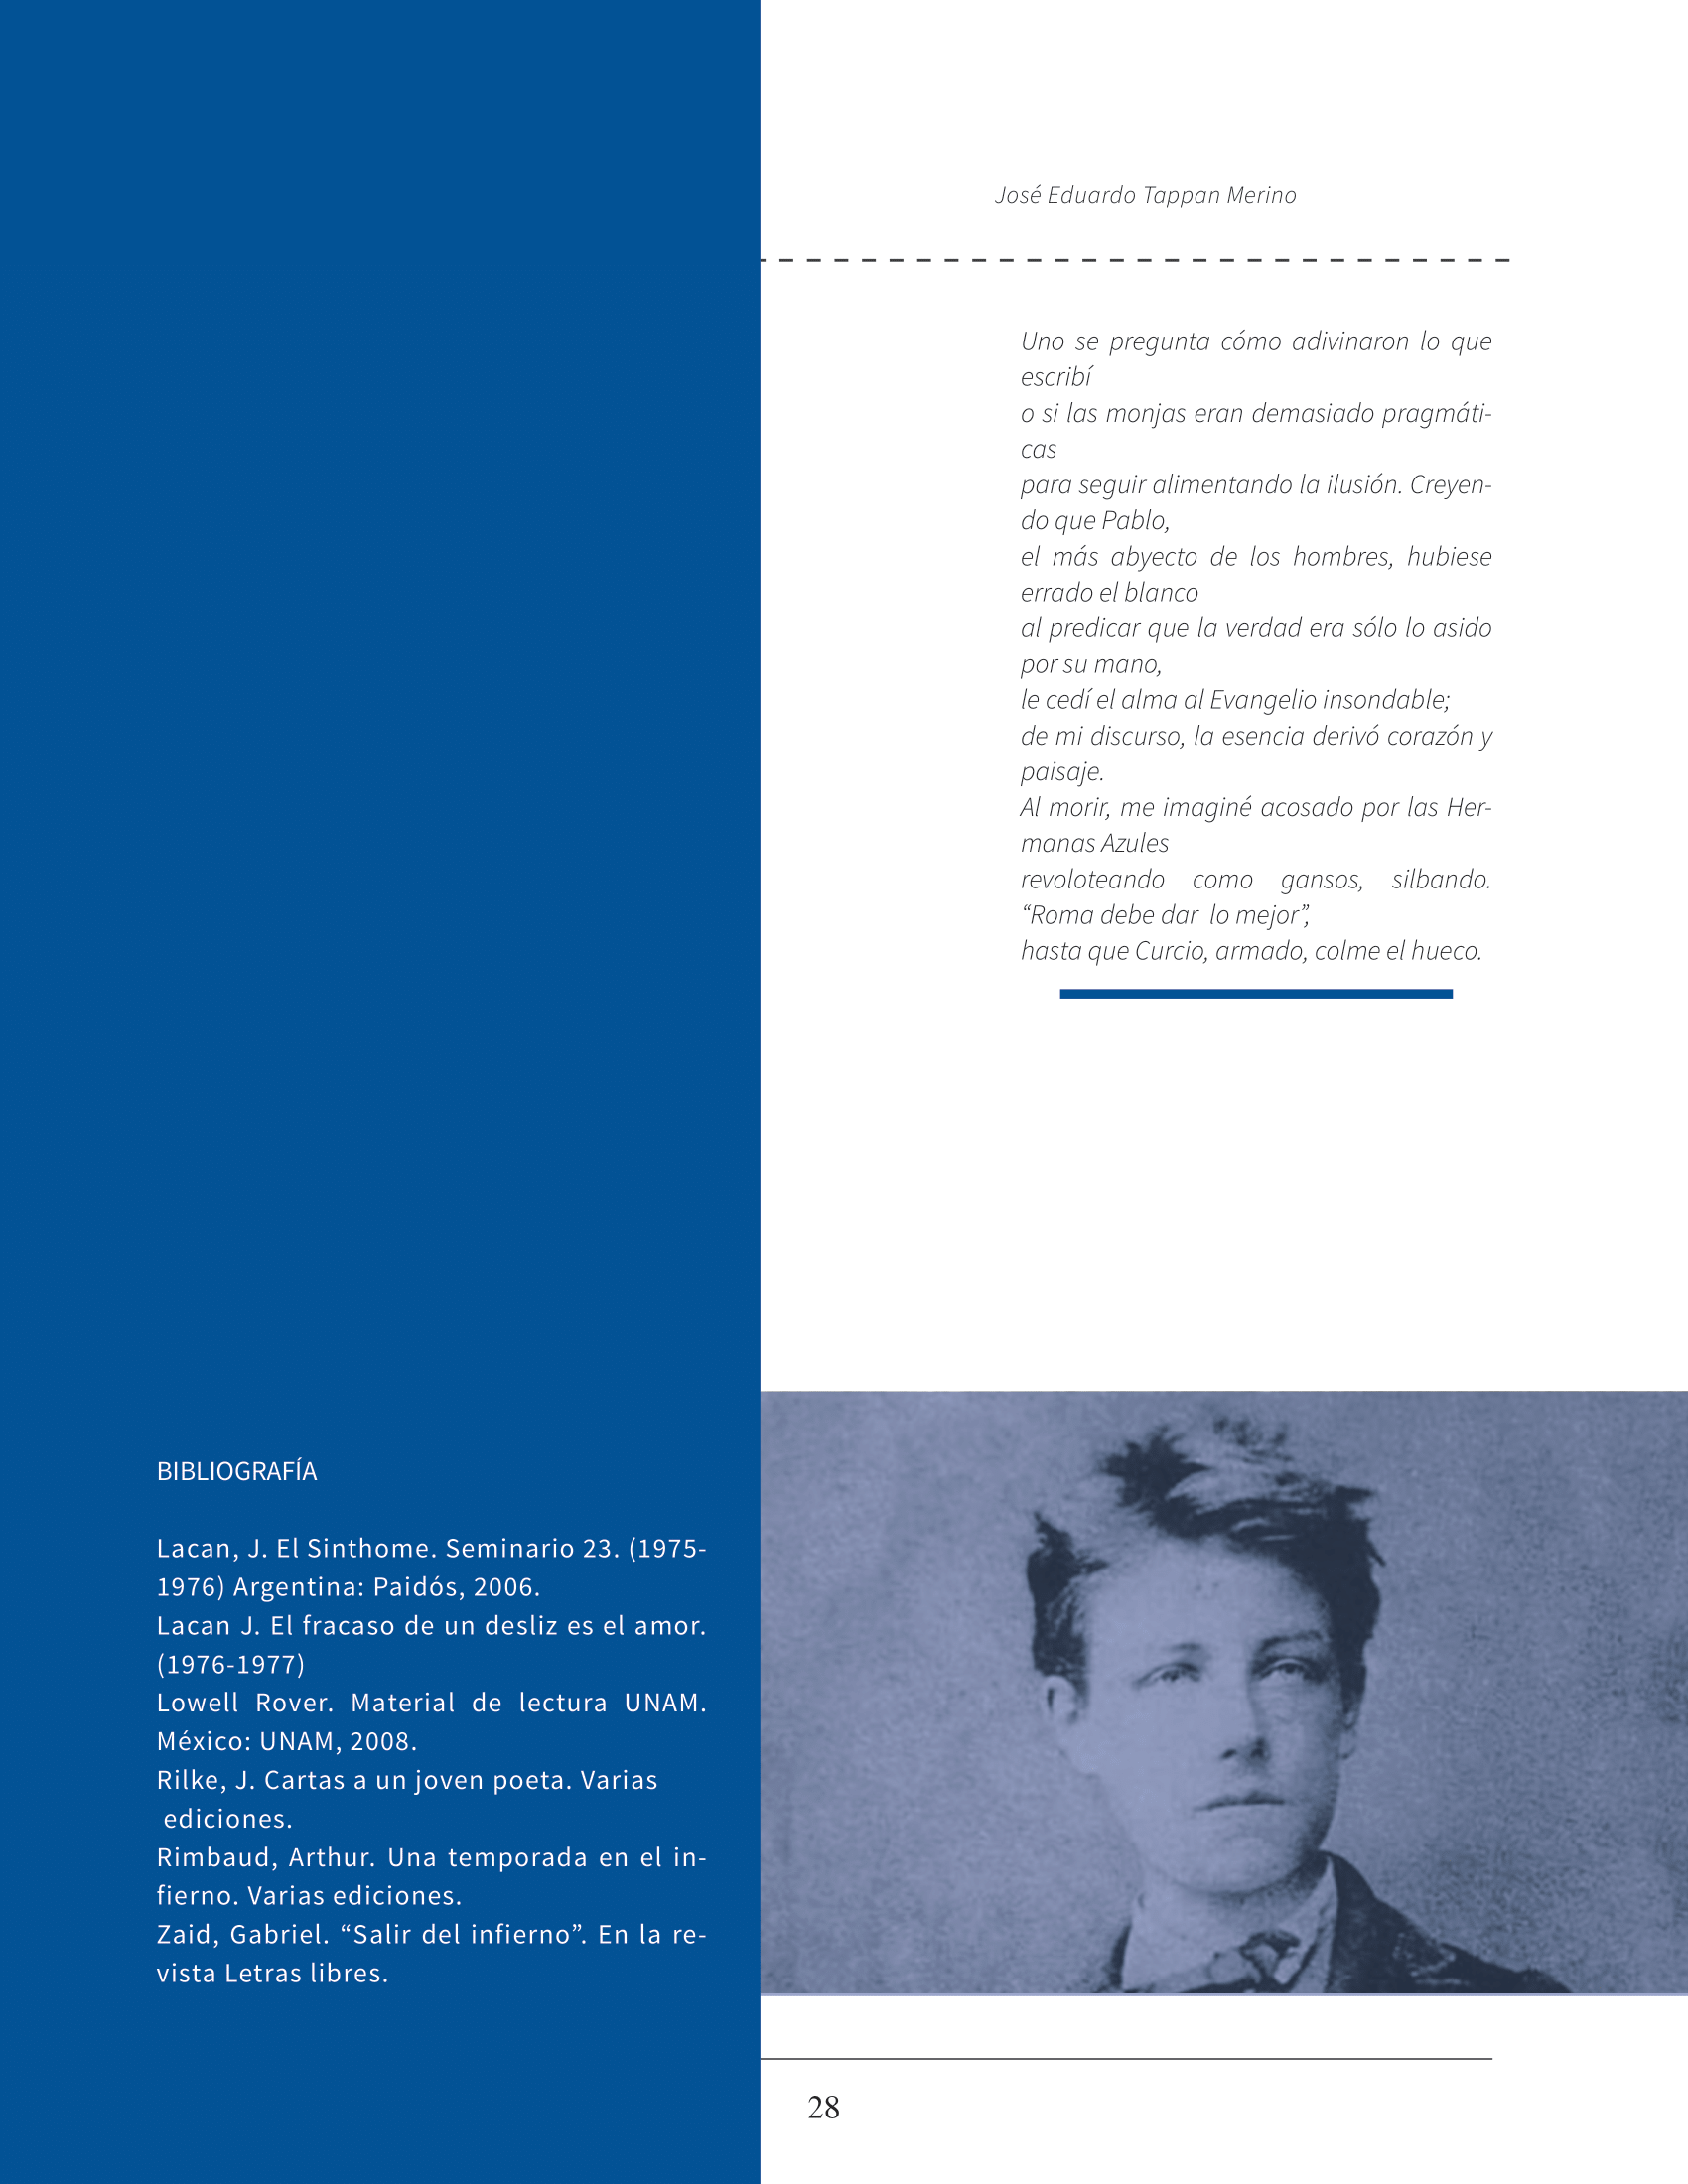 José Eduardo Tappan Merino
Uno se pregunta cómo adivinaron lo que
escribí
o si las monjas eran demasiado pragmáti-
cas
para seguir alimentando la ilusión. Creyen-
do que Pablo,
el más abyecto de los hombres, hubiese
errado el blanco
al predicar que la verdad era sólo lo asido
por su mano,
le cedí el alma al Evangelio insondable;
de mi discurso, la esencia derivó corazón y
paisaje.
Al morir, me imaginé acosado por las Her-
manas Azules
revoloteando como gansos, silbando.
“Roma debe dar  lo mejor”,
hasta que Curcio, armado, colme el hueco.
BIBLIOGRAFÍA
Lacan, J. El Sinthome. Seminario 23. (1975-
1976) Argentina: Paidós, 2006.
Lacan J. El fracaso de un desliz es el amor.
(1976-1977)
Lowell Rover. Material de lectura UNAM.
México: UNAM, 2008.
Rilke, J. Cartas a un joven poeta. Varias
ediciones.
Rimbaud, Arthur. Una temporada en el in-
fierno. Varias ediciones.
Zaid, Gabriel. “Salir del infierno”. En la re-
vista Letras libres.
28